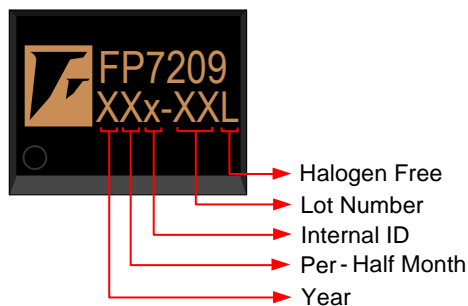 FP7209
XXx-XXL
Halogen Free
Lot Number
Internal ID
Per-Half Month
Year